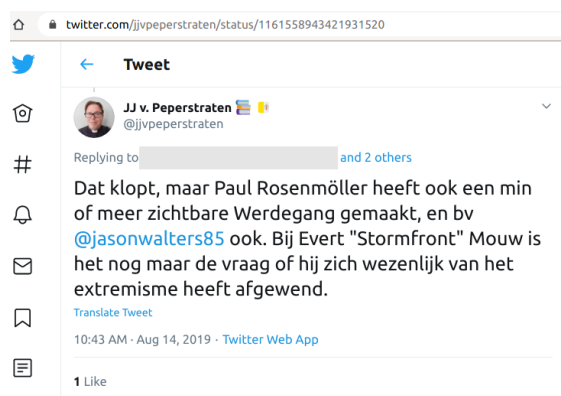 twitter.com/jjvpeperstraten/status/1161558943421931520
Tweet
JJ v. Peperstraten
@jjvpeperstraten
Replying to and 2 others
Dat klopt, maar Paul Rosenmöller heeft ook een min
of meer zichtbare Werdegang gemaakt, en bv
@jasonwalters85 ook. Bij Evert "Stormfront" Mouw is
het nog maar de vraag of hij zich wezenlijk van het
extremisme heeft afgewend.
Translate Tweet
10:43 AM · Aug 14, 2019 · Twitter Web App
1 Like